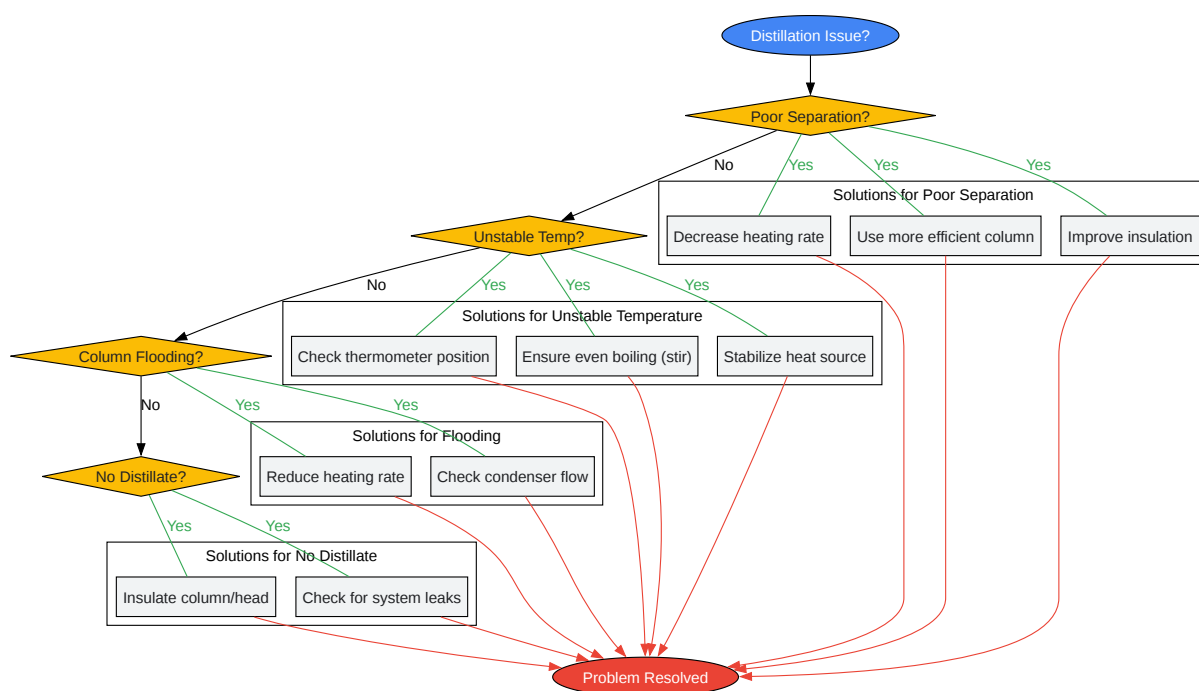 Distillation Issue?
Poor Separation?
No
Yes
Yes
Yes
Solutions for Poor Separation
Decrease heating rate
Use more efficient column
Improve insulation
Unstable Temp?
No
Yes
Yes
Yes
Solutions for Unstable Temperature
Check thermometer position
Ensure even boiling (stir)
Stabilize heat source
Column Flooding?
No
Yes
Yes
Solutions for Flooding
Reduce heating rate
Check condenser flow
No Distillate?
Yes
Yes
Solutions for No Distillate
Insulate column/head
Check for system leaks
Problem Resolved